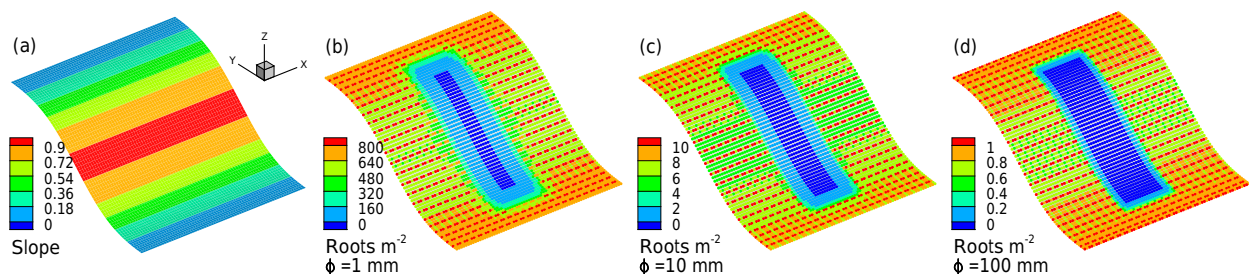 (a)
Z
Y
X
0.9
0.72
0.54
0.36
0.18
0
Slope
(b)
800
640
480
320
160
0
Roots m-2
ϕ =1 mm
(c)
10
8
6
4
2
0
Roots m-2
ϕ =10 mm
(d)
1
0.8
0.6
0.4
0.2
0
Roots m-2
ϕ =100 mm